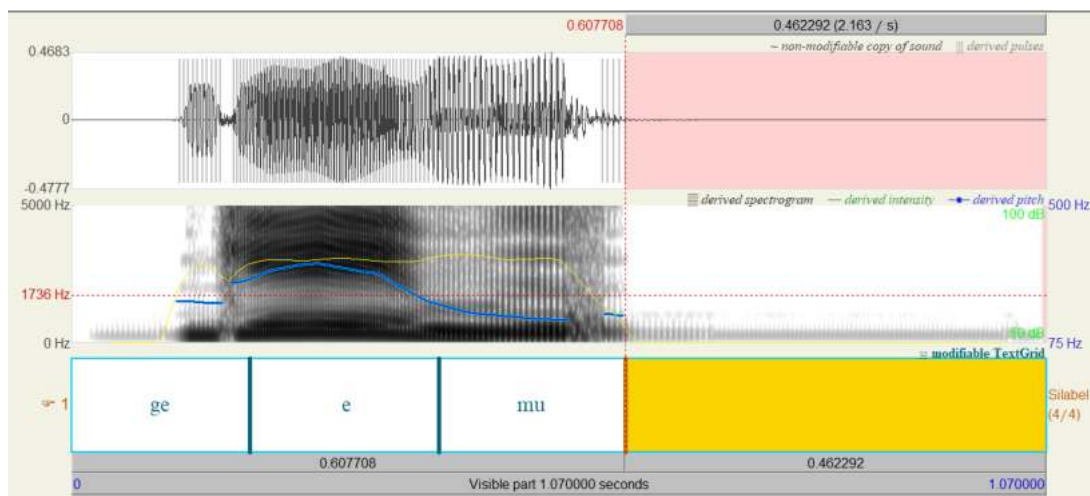 0.607708 0.462292 (2.163 / s)
~ non-modifiable copy of sound derived pulses
0.4683
0
-0.4777
5000 Hz derived spectrogram derived intensity derived pitch 500 Hz
100 dB
1736 Hz
50 dB
0 Hz 75 Hz
modifiable TextGrid
1 ge e mu Silabel
(4/4)
0.607708 0.462292
0 Visible part 1.070000 seconds 1.070000